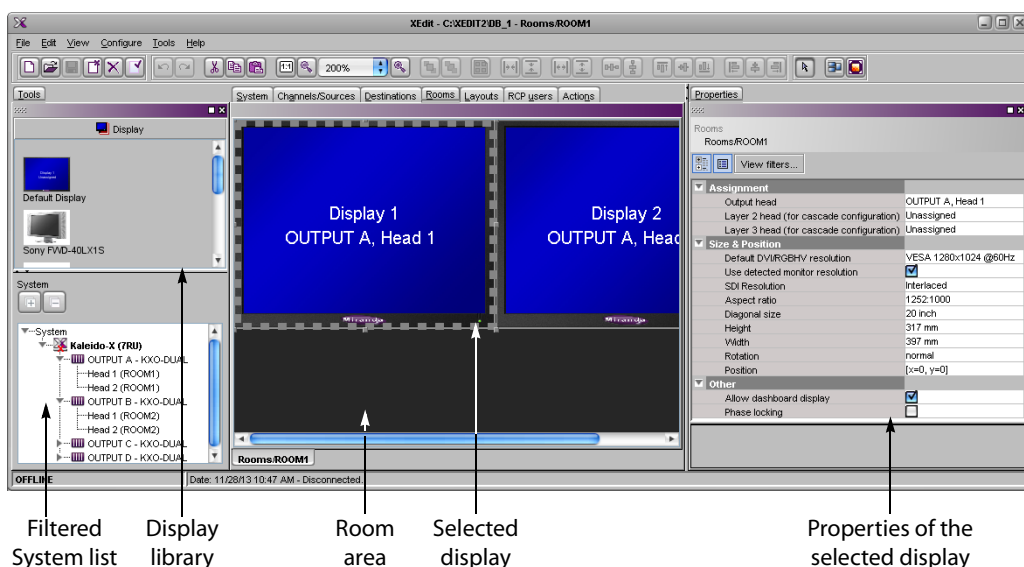 XEdit - C:\XEDIT2\DB_1 - Rooms/ROOM1
File Edit View Configure Tools Help
1:1 200%
Tools
System Channels/Sources Destinations Rooms Layouts RCP users Actions
Properties
Display
Display 1
Unassigned
Default Display
Sony FWD-40LX1S
System
System
Kaleido-X (7RU)
OUTPUT A - KXO-DUAL
Head 1 (ROOM1)
Head 2 (ROOM1)
OUTPUT B - KXO-DUAL
Head 1 (ROOM2)
Head 2 (ROOM2)
OUTPUT C - KXO-DUAL
OUTPUT D - KXO-DUAL
Display 1
OUTPUT A, Head 1
Miranda
Display 2
OUTPUT A, Head
Miranda
Rooms/ROOM1
Rooms
Rooms/ROOM1
View filters...
Assignment
Output head OUTPUT A, Head 1
Layer 2 head (for cascade configuration) Unassigned
Layer 3 head (for cascade configuration) Unassigned
Size & Position
Default DVI/RGBHV resolution VESA 1280x1024 @60Hz
Use detected monitor resolution
SDI Resolution Interlaced
Aspect ratio 1252:1000
Diagonal size 20 inch
Height 317 mm
Width 397 mm
Rotation normal
Position [x=0, y=0]
Other
Allow dashboard display
Phase locking
OFFLINE Date: 11/28/13 10:47 AM - Disconnected.
Filtered
System list
Display
library
Room
area
Selected
display
Properties of the
selected display